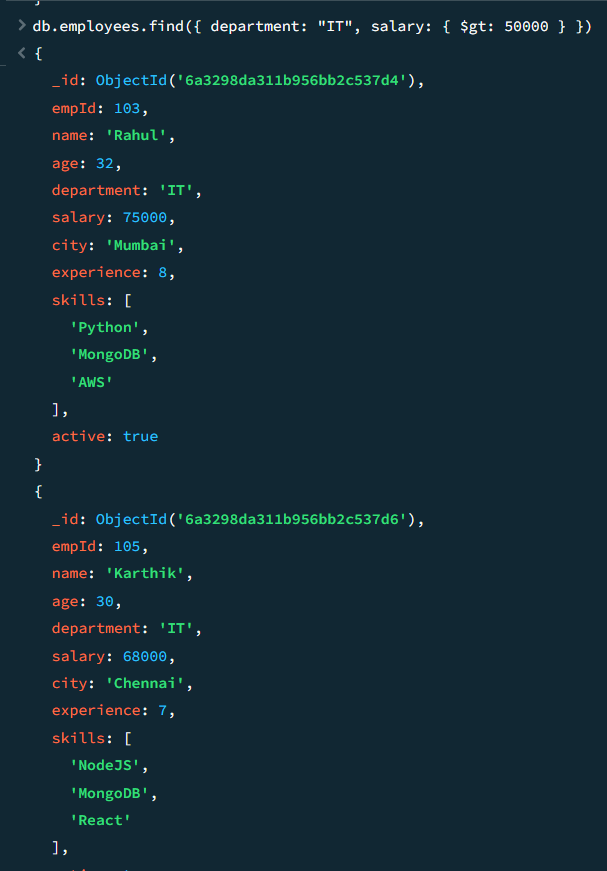 > db.employees.find({ department: "IT", salary: { $gt: 50000 } })
< {
_id: ObjectId('6a3298da311b956bb2c537d4'),
empId: 103,
name: 'Rahul',
age: 32,
department: 'IT',
salary: 75000,
city: 'Mumbai',
experience: 8,
skills: [
'Python',
'MongoDB',
'AWS'
],
active: true
}
{
_id: ObjectId('6a3298da311b956bb2c537d6'),
empId: 105,
name: 'Karthik',
age: 30,
department: 'IT',
salary: 68000,
city: 'Chennai',
experience: 7,
skills: [
'NodeJS',
'MongoDB',
'React'
],